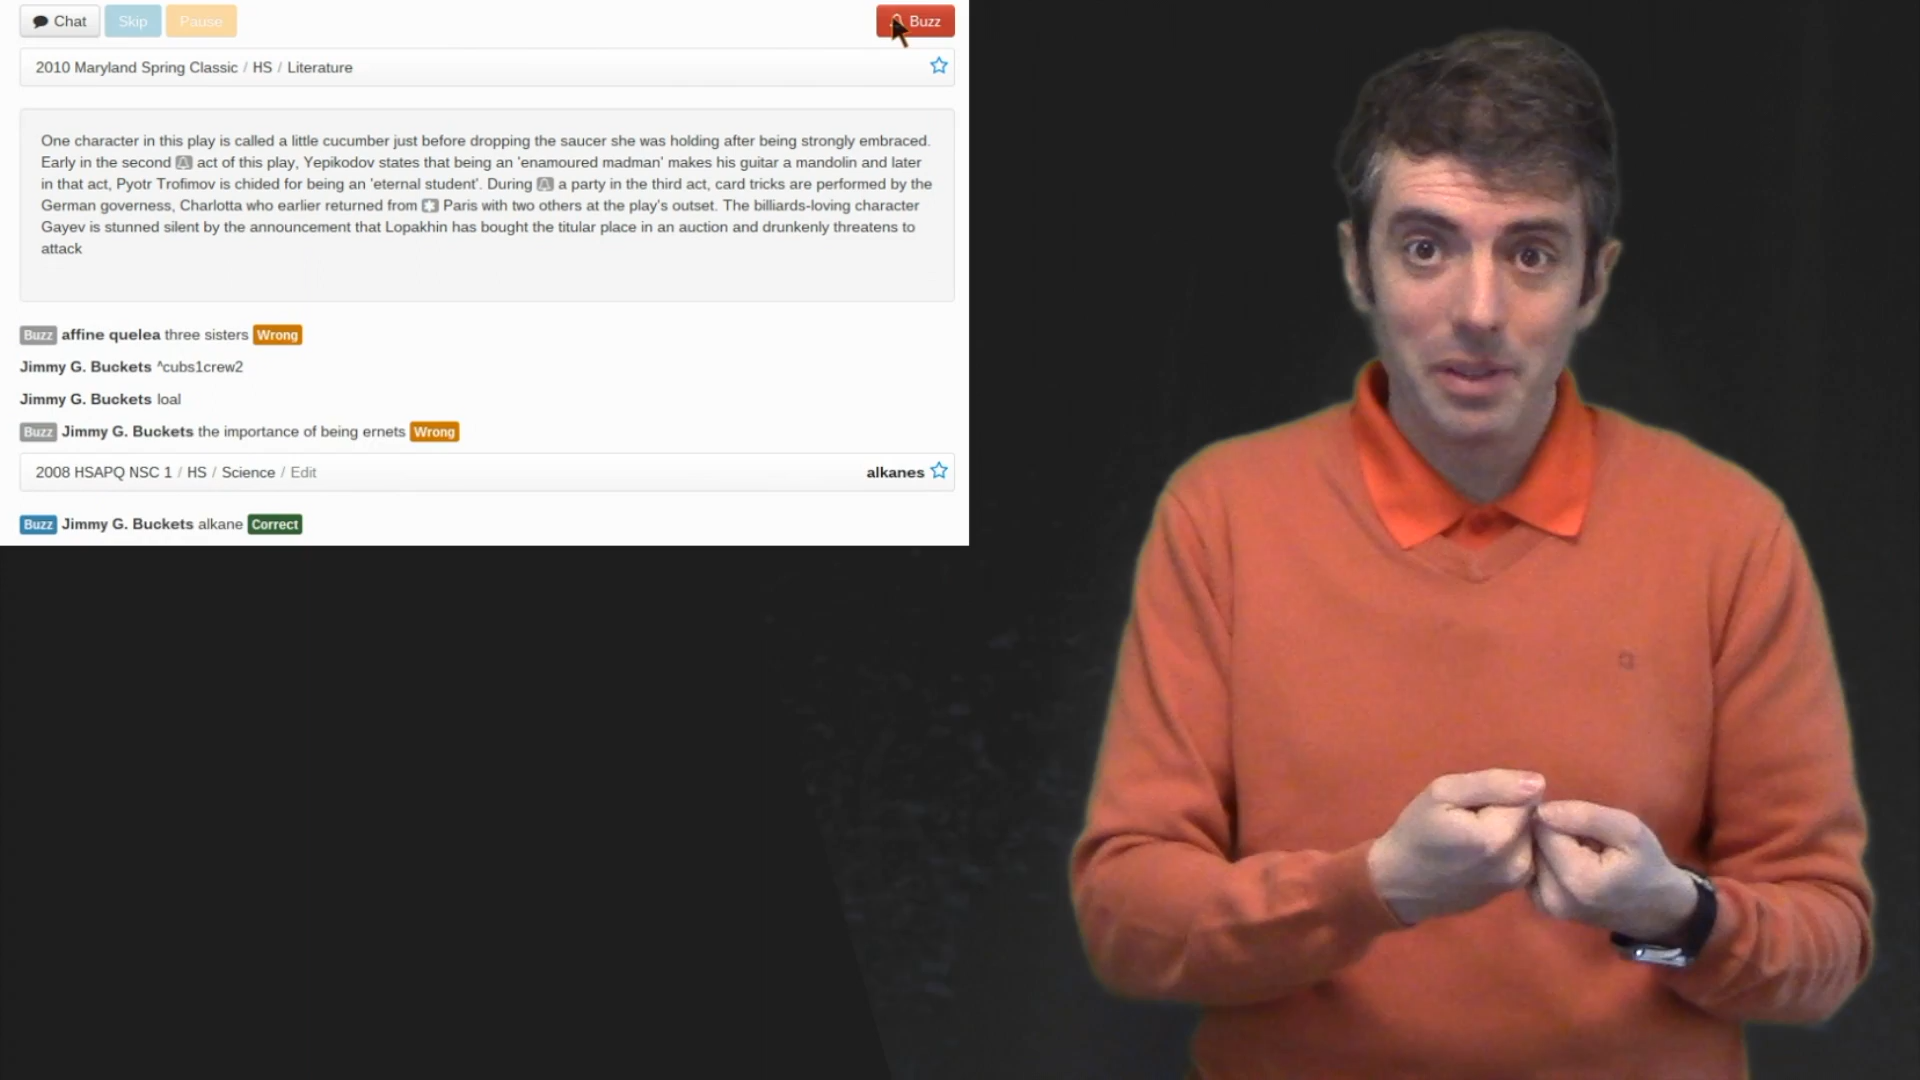 Chat Skip Pause Buzz
2010 Maryland Spring Classic / HS / Literature
One character in this play is called a little cucumber just before dropping the saucer she was holding after being strongly embraced.
Early in the second act of this play, Yepikodov states that being an 'enamoured madman' makes his guitar a mandolin and later
in that act, Pyotr Trofimov is chided for being an 'eternal student'. During a party in the third act, card tricks are performed by the
German governess, Charlotta who earlier returned from Paris with two others at the play's outset. The billiards-loving character
Gayev is stunned silent by the announcement that Lopakhin has bought the titular place in an auction and drunkenly threatens to
attack
Buzz affine quelea three sisters Wrong
Jimmy G. Buckets ^cubs1crew2
Jimmy G. Buckets loal
Buzz Jimmy G. Buckets the importance of being ernets Wrong
2008 HSAPQ NSC 1 / HS / Science / Edit alkanes
Buzz Jimmy G. Buckets alkane Correct